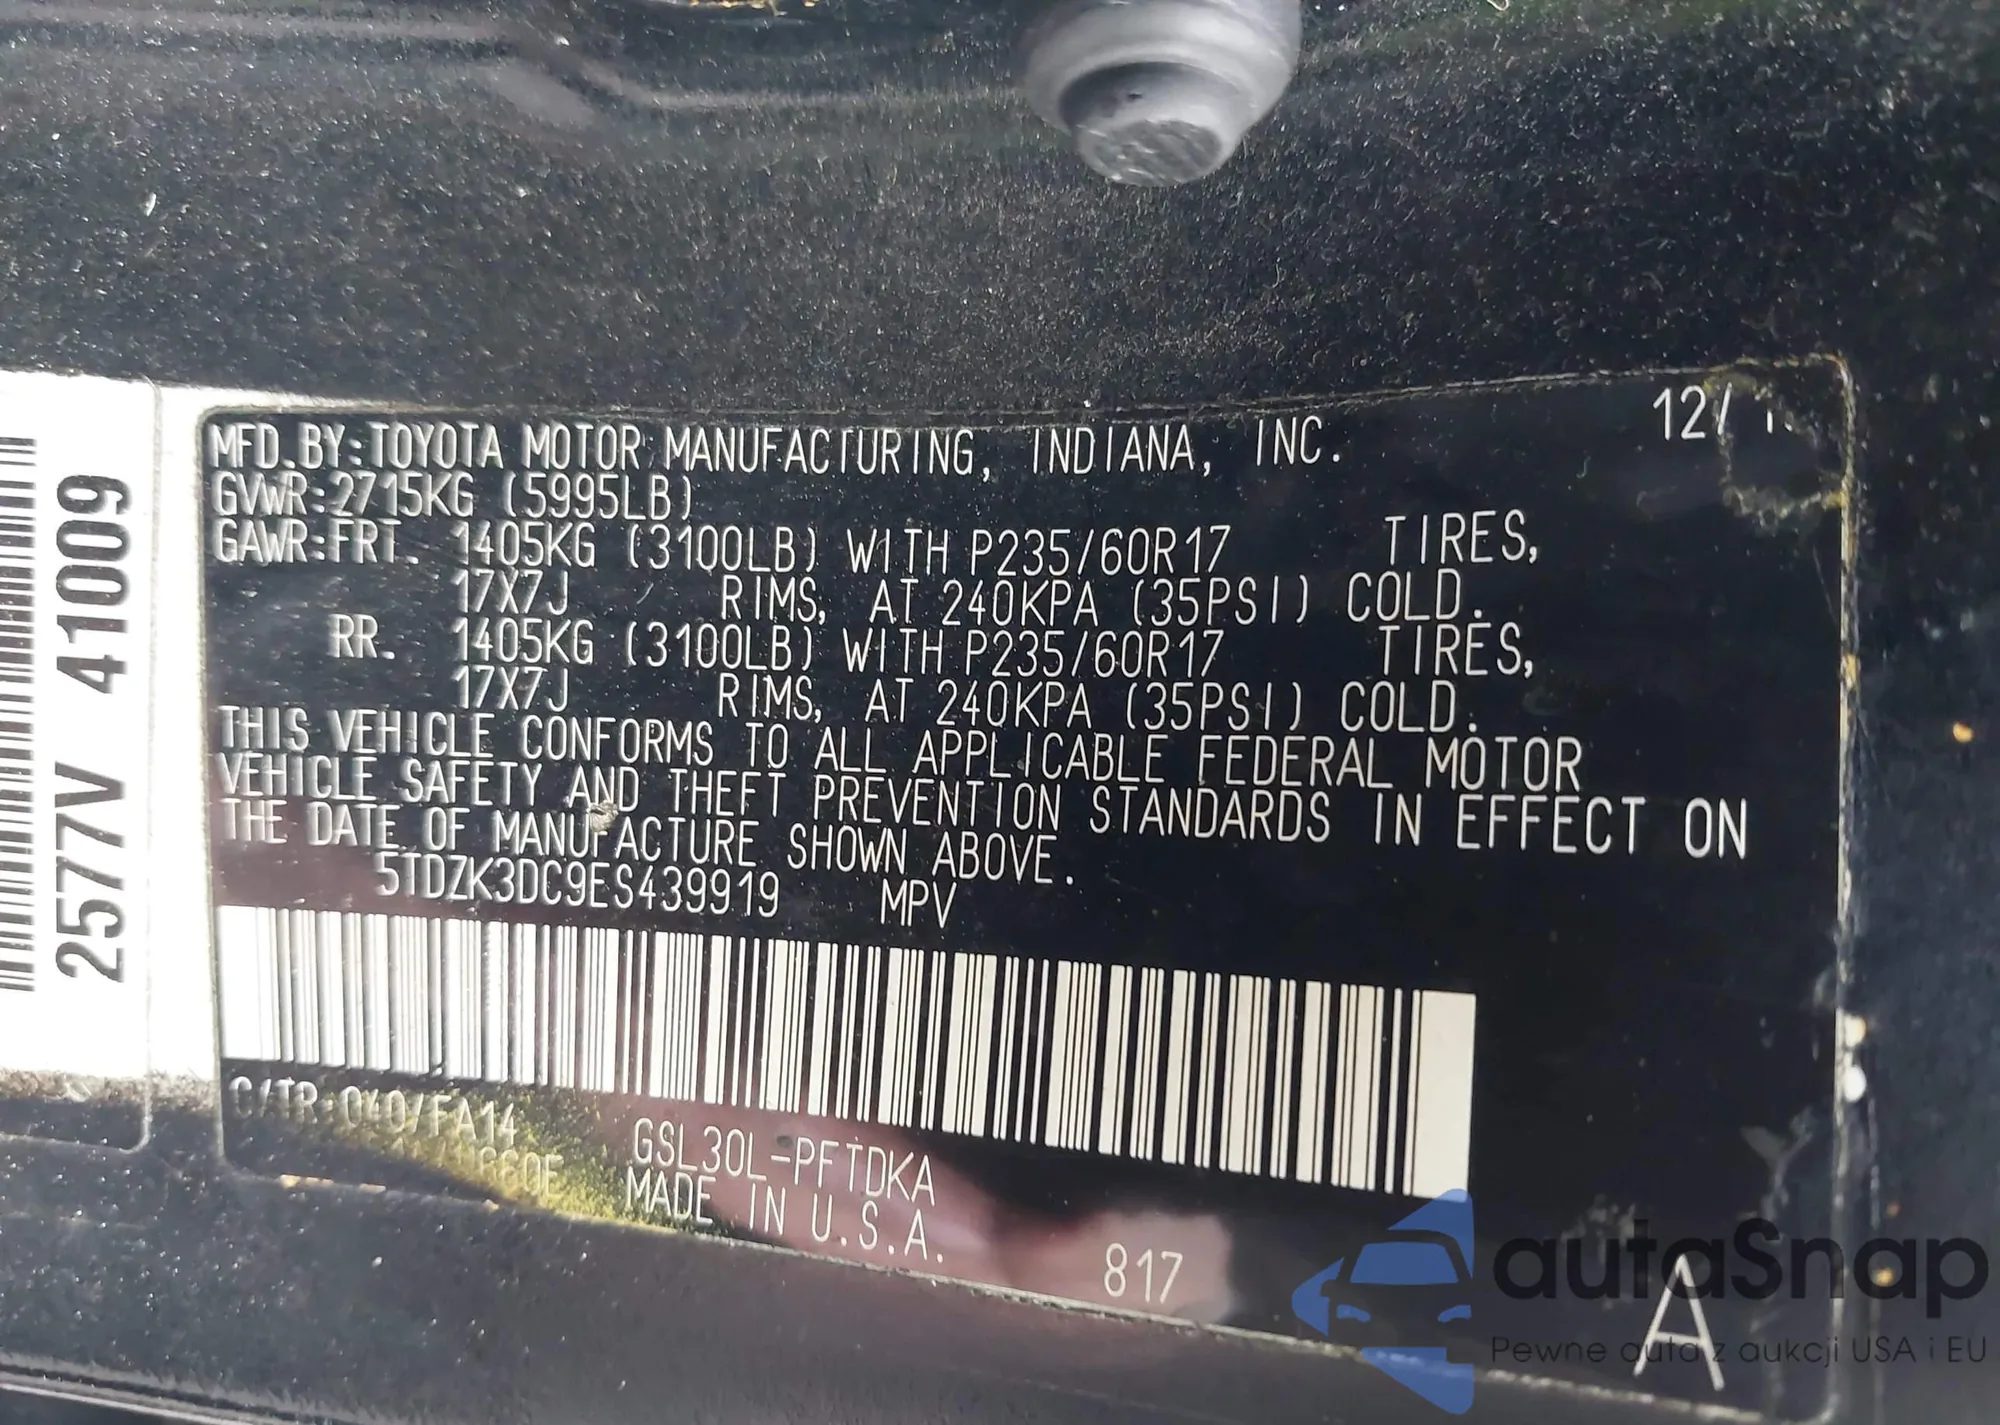 12/
MFD.BY:TOYOTA MOTOR MANUFACTURING, INDIANA, INC.
GVWR:2715KG (5995LB)
GAWR:FRT. 1405KG (3100LB) WITH P235/60R17 TIRES,
17X7J RIMS, AT 240KPA (35PSI) COLD.
RR. 1405KG (3100LB) WITH P235/60R17 TIRES,
17X7J RIMS, AT 240KPA (35PSI) COLD.
THIS VEHICLE CONFORMS TO ALL APPLICABLE FEDERAL MOTOR
VEHICLE SAFETY AND THEFT PREVENTION STANDARDS IN EFFECT ON
THE DATE OF MANUFACTURE SHOWN ABOVE.
5TDZK3DC9ES439919 MPV
C/TR:040/FA14 GSL30L-PFTDKA
MADE IN U.S.A.
817
A
2577V 41009
autaSnap
Pewne auta z aukcji USA i EU